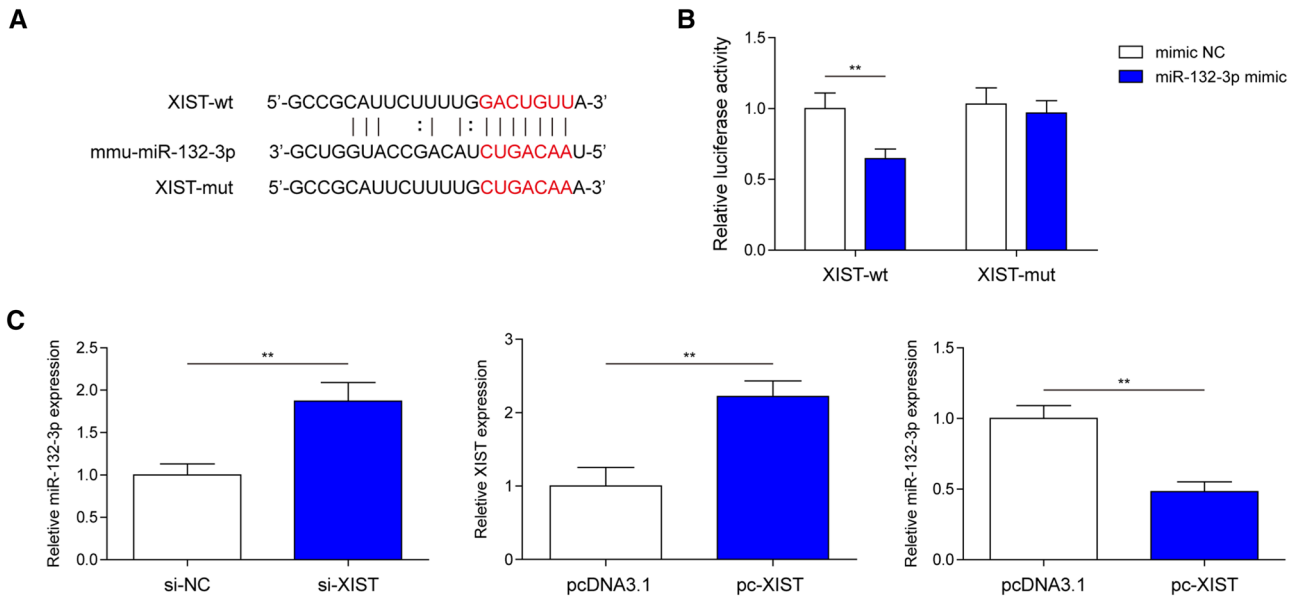 A
XIST-wt 5’-GCCGCAUUCUUUUGGACUGUUA-3’
mmu-miR-132-3p 3’-GCUGGUACCGACAUCUGACAAU-5’
XIST-mut 5’-GCCGCAUUCUUUUGCUGACAAA-3’
B
Relative luciferase activity
1.5
1.0
0.5
0.0
**
XIST-wt
XIST-mut
mimic NC
miR-132-3p mimic
C
Reletive miR-132-3p expression
2.5
2.0
1.5
1.0
0.5
0.0
**
si-NC
si-XIST
Reletive XIST expression
3
2
1
0
**
pcDNA3.1
pc-XIST
Reletive miR-132-3p expression
1.5
1.0
0.5
0.0
**
pcDNA3.1
pc-XIST